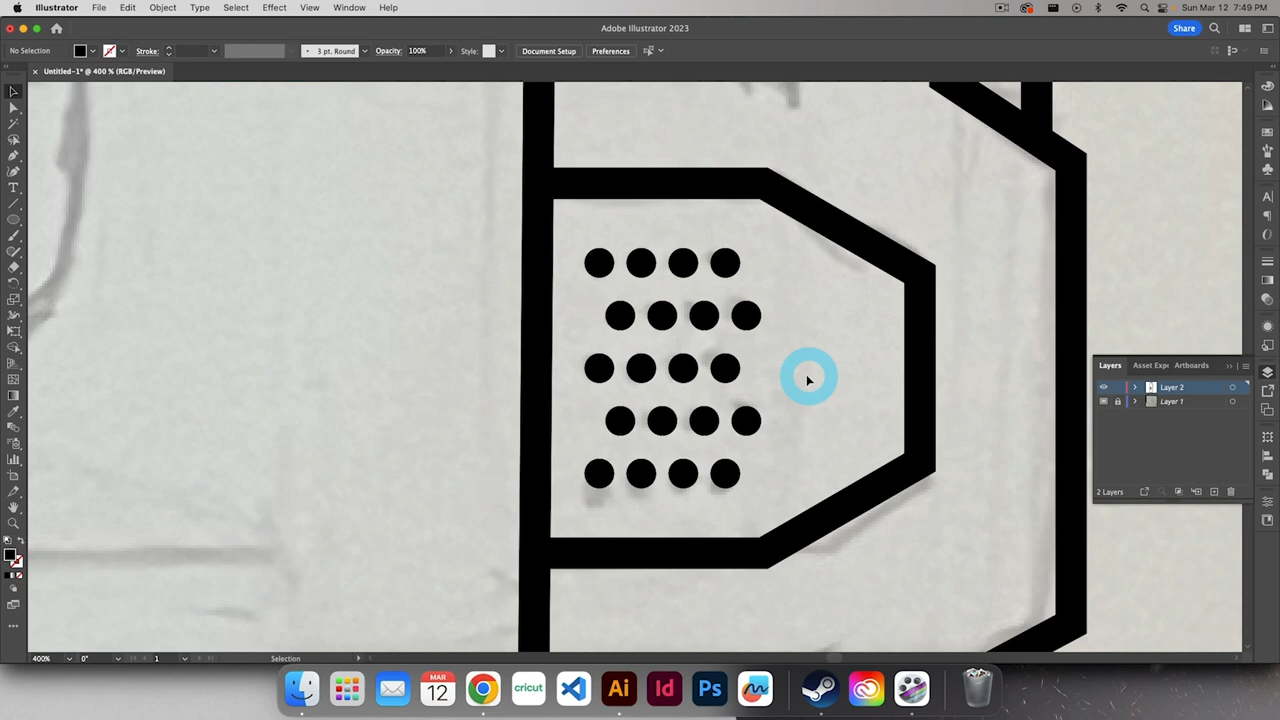 Illustrator File Edit Object Type Select Effect View Window Help Sun Mar 12 7:49 PM
Adobe Illustrator 2023 Share
No Selection Stroke: 3 pt. Round Opacity: 100% Style: Document Setup Preferences
× Untitled-1* @ 400 % (RGB/Preview)
Layers Asset Exp Artboards
Layer 2
Layer 1
2 Layers
400% 0° 1 Selection
MAR
12
cricut
Ai
Id
Ps